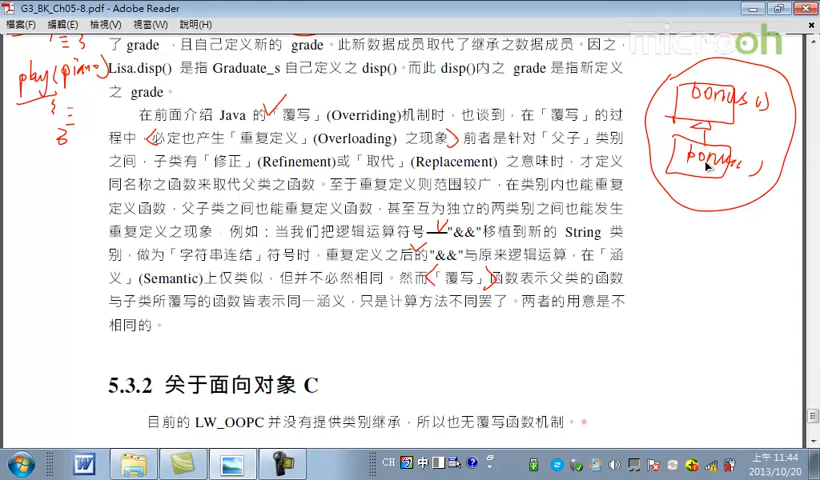 G3_BK_Ch05-8.pdf - Adobe Reader
檔案(F) 編輯(E) 檢視(V) 視窗(W) 說明(H)
microoh
了 grade，且自己定义新的 grade。此新数据成员取代了继承之数据成员。因之，
play(piano)
Lisa.disp() 是指 Graduate_s 自己定义之 disp()。而此 disp()内之 grade 是指新定义
之 grade。
bonus()
在前面介绍 Java 的「覆写」(Overriding)机制时，也谈到，在「覆写」的过
程中，必定也产生「重复定义」(Overloading) 之现象。前者是针对「父子」类别
之间，子类有「修正」(Refinement)或「取代」(Replacement) 之意味时，才定义
bonus()
同名称之函数来取代父类之函数。至于重复定义则范围较广，在类别内也能重复
定义函数，父子类之间也能重复定义函数，甚至互为独立的两类别之间也能发生
重复定义之现象，例如：当我们把逻辑运算符号——"&&"移植到新的 String 类
别，做为「字符串连结」符号时，重复定义之后的"&&"与原来逻辑运算，在「涵
义」(Semantic)上仅类似，但并不必然相同。然而「覆写」函数表示父类的函数
与子类所覆写的函数皆表示同一涵义，只是计算方法不同罢了。两者的用意是不
相同的。
5.3.2 关于面向对象 C
目前的 LW_OOPC 并没有提供类别继承，所以也无覆写函数机制。
CH 中
上午 11:44
2013/10/20